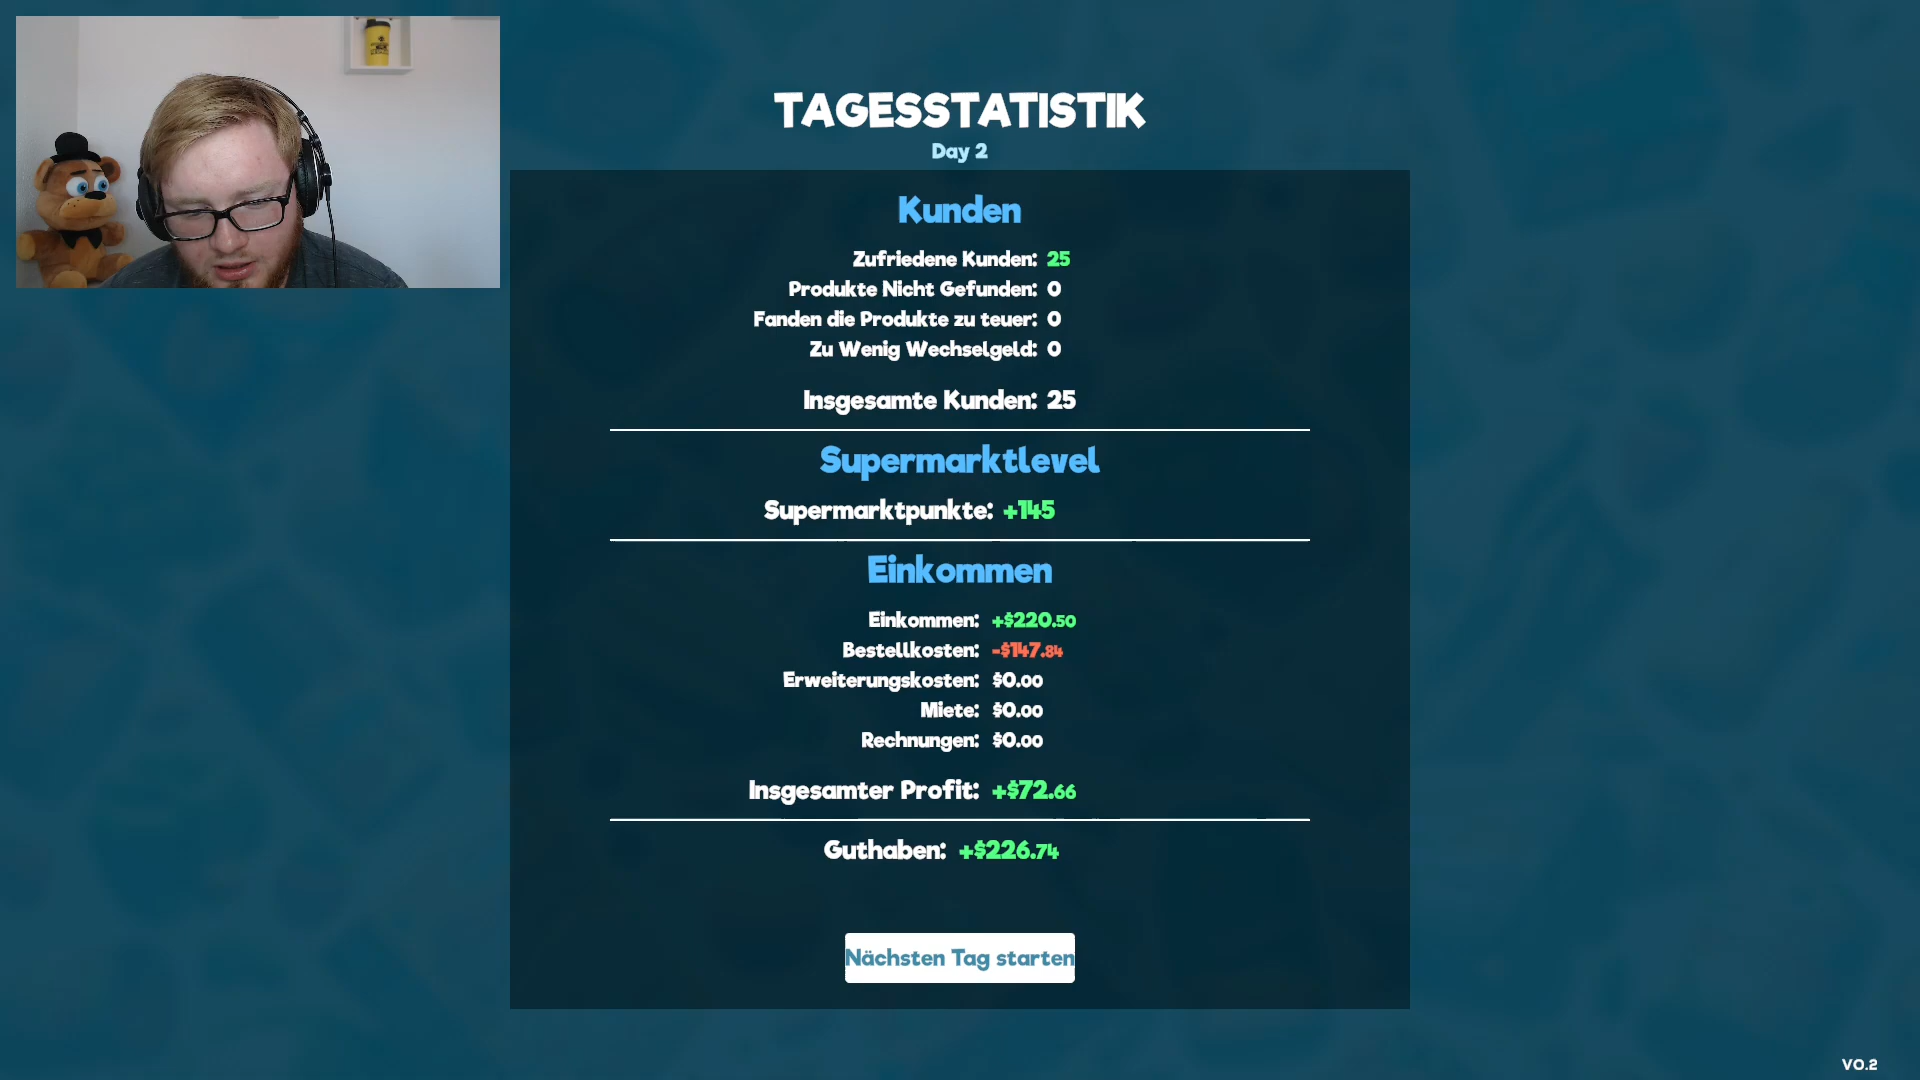 TAGESSTATISTIK
Day 2
Kunden
Zufriedene Kunden: 25
Produkte Nicht Gefunden: 0
Fanden die Produkte zu teuer: 0
Zu Wenig Wechselgeld: 0
Insgesamte Kunden: 25
Supermarktlevel
Supermarktpunkte: +145
Einkommen
Einkommen: +$220.50
Bestellkosten: -$147.84
Erweiterungskosten: $0.00
Miete: $0.00
Rechnungen: $0.00
Insgesamter Profit: +$72.66
Guthaben: +$226.74
Nächsten Tag starten
V0.2